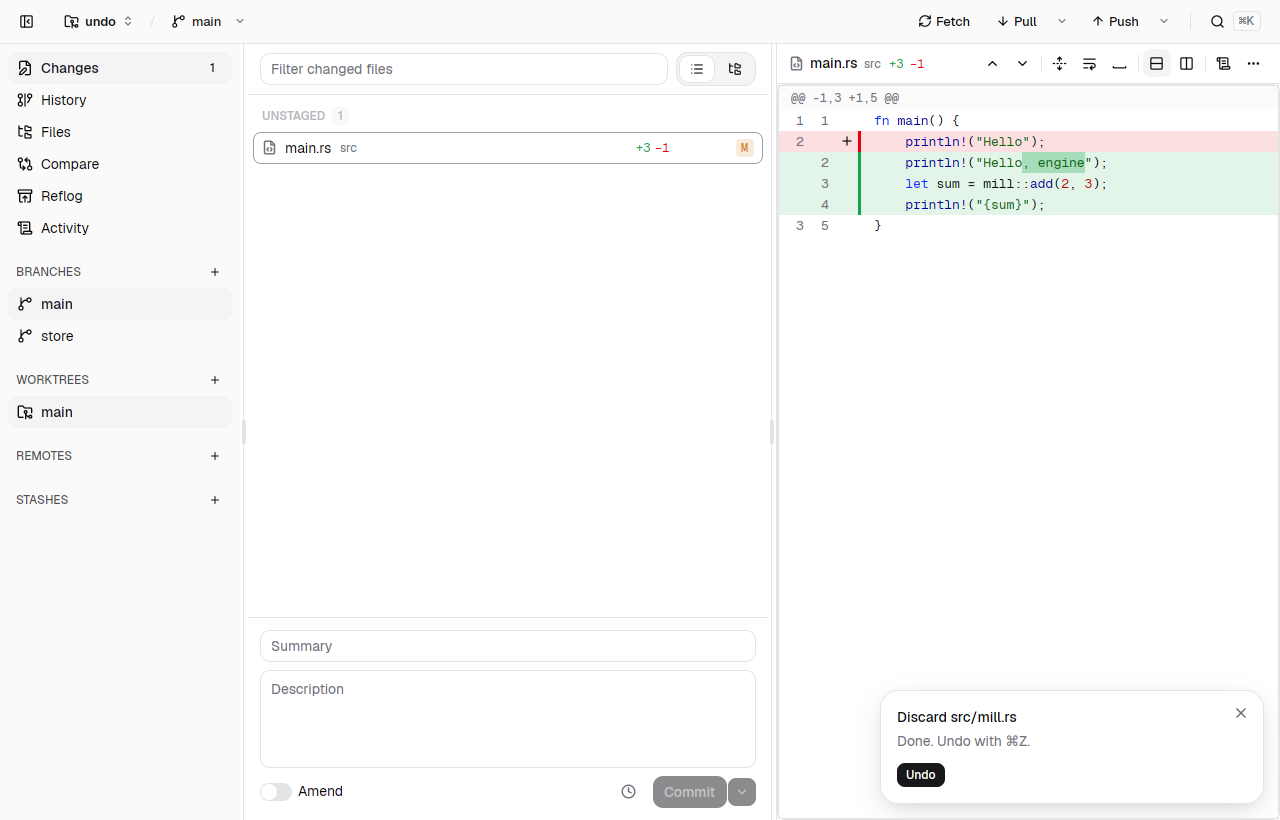 undo / main Fetch Pull Push ⌘K
Changes 1
History
Files
Compare
Reflog
Activity
BRANCHES +
main
store
WORKTREES +
main
REMOTES +
STASHES +
Filter changed files
UNSTAGED 1
main.rs src +3 −1 M
Summary
Description
Amend Commit
main.rs src +3 −1
@@ -1,3 +1,5 @@
1 1 fn main() {
2 + println!("Hello");
2 println!("Hello, engine");
3 let sum = mill::add(2, 3);
4 println!("{sum}");
3 5 }
Discard src/mill.rs
Done. Undo with ⌘Z.
Undo